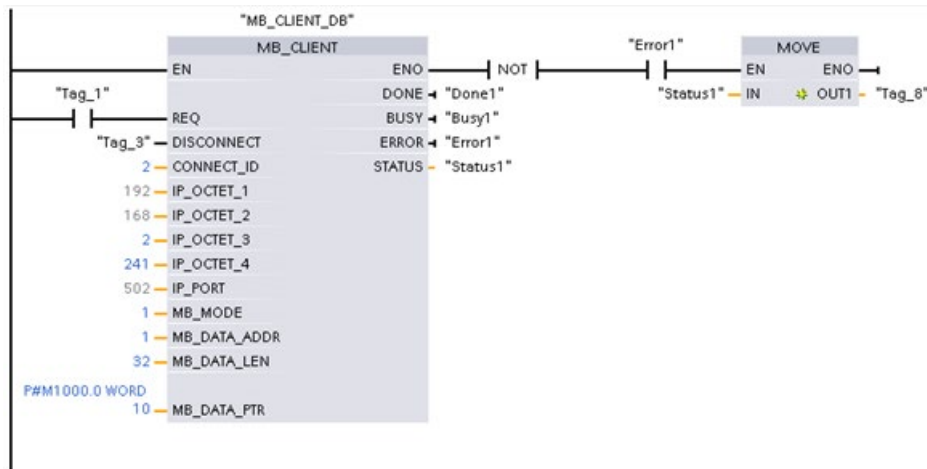 "MB_CLIENT_DB"
MB_CLIENT
EN ENO NOT "Error1" MOVE EN ENO
"Tag_1" REQ
DONE "Done1" "Status1" IN OUT1 "Tag_8"
BUSY "Busy1"
"Tag_3" DISCONNECT ERROR "Error1"
2 CONNECT_ID STATUS "Status1"
192 IP_OCTET_1
168 IP_OCTET_2
2 IP_OCTET_3
241 IP_OCTET_4
502 IP_PORT
1 MB_MODE
1 MB_DATA_ADDR
32 MB_DATA_LEN
P#M1000.0 WORD
10 MB_DATA_PTR